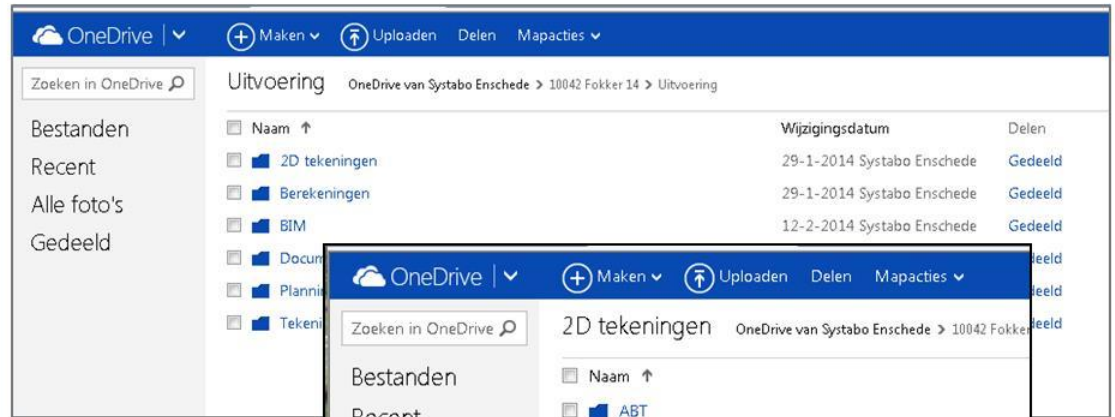 OneDrive Maken Uploaden Delen Mapacties
Zoeken in OneDrive
Uitvoering OneDrive van Systabo Enschede > 10042 Fokker 14 > Uitvoering
Bestanden
Recent
Alle foto's
Gedeeld
Naam Wijzigingsdatum Delen
2D tekeningen 29-1-2014 Systabo Enschede Gedeeld
Berekeningen 29-1-2014 Systabo Enschede Gedeeld
BIM 12-2-2014 Systabo Enschede Gedeeld
OneDrive Maken Uploaden Delen Mapacties
Zoeken in OneDrive
2D tekeningen OneDrive van Systabo Enschede > 10042 Fokker
Bestanden
Recent
Naam
ABT